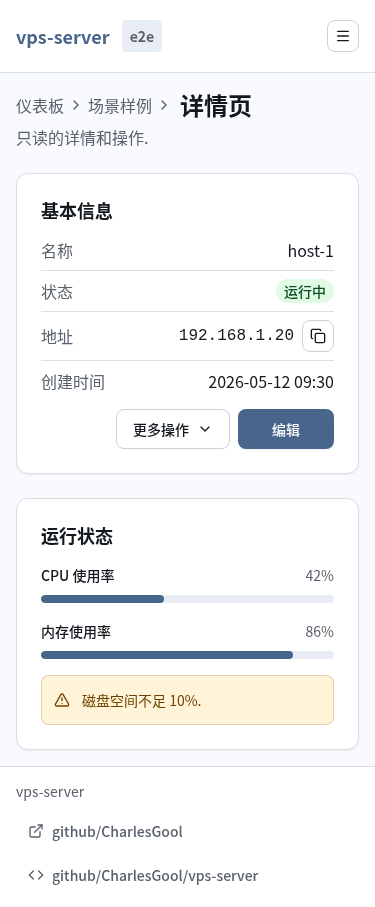 vps-server e2e
仪表板 > 场景样例 > 详情页
只读的详情和操作.
基本信息
名称 host-1
状态 运行中
地址 192.168.1.20
创建时间 2026-05-12 09:30
更多操作 编辑
运行状态
CPU 使用率 42%
内存使用率 86%
磁盘空间不足 10%.
vps-server
github/CharlesGool
github/CharlesGool/vps-server